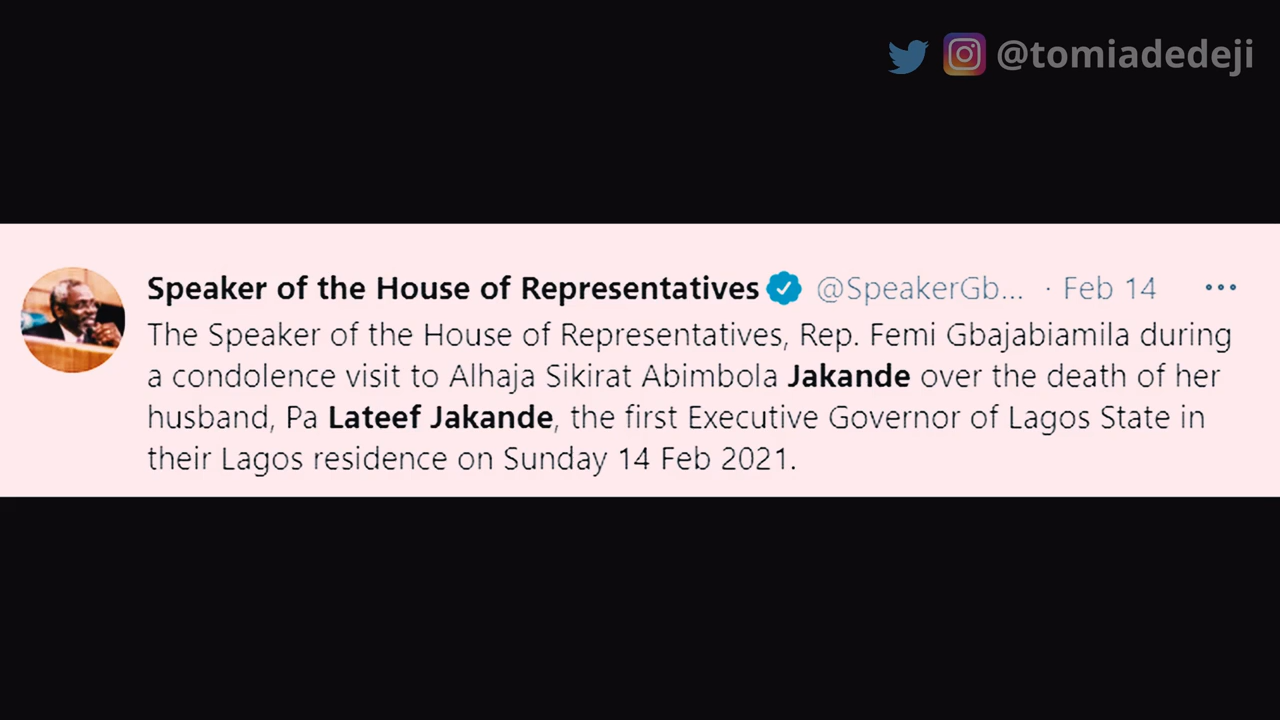 @tomiadedeji
Speaker of the House of Representatives @SpeakerGb... · Feb 14 ...
The Speaker of the House of Representatives, Rep. Femi Gbajabiamila during
a condolence visit to Alhaja Sikirat Abimbola Jakande over the death of her
husband, Pa Lateef Jakande, the first Executive Governor of Lagos State in
their Lagos residence on Sunday 14 Feb 2021.